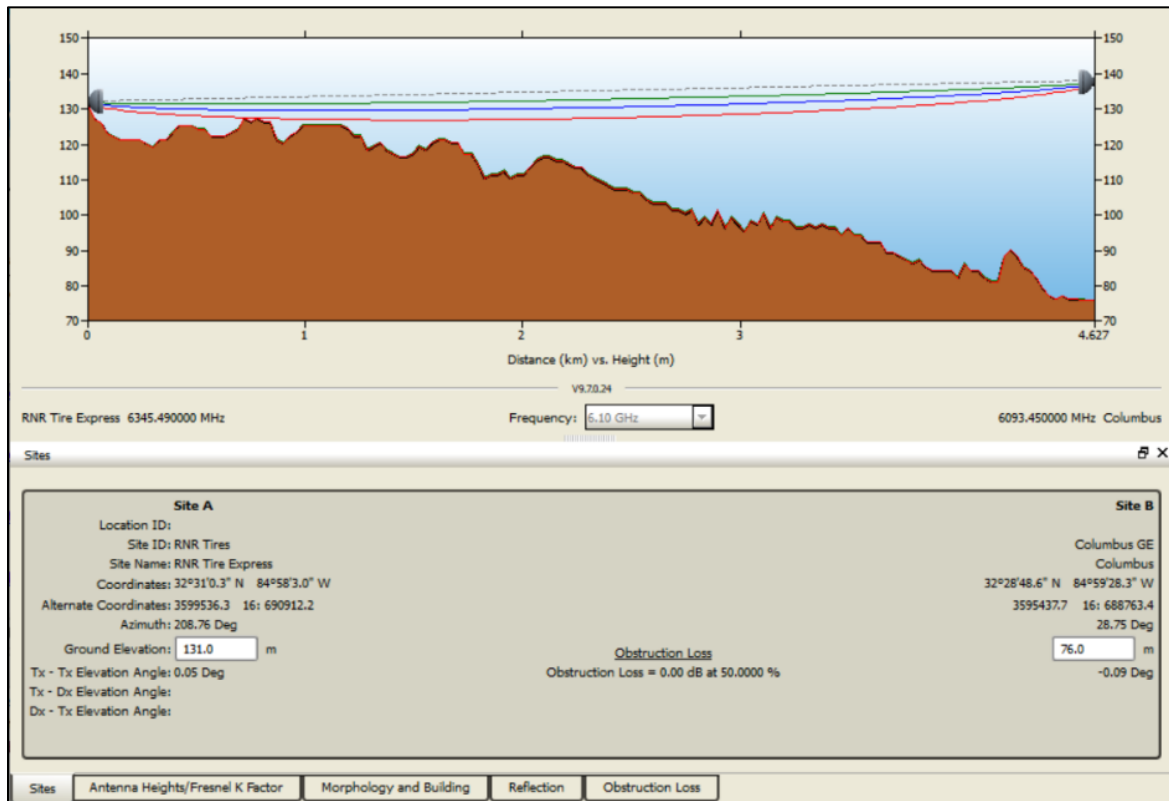 150
140
130
120
110
100
90
80
70
150
140
130
120
110
100
90
80
70
0 1 2 3 4.627
Distance (km) vs. Height (m)
V9.7.0.24
RNR Tire Express 6345.490000 MHz Frequency: 6.10 GHz 6093.450000 MHz Columbus
Sites
Site A Site B
Location ID:
Site ID: RNR Tires Columbus GE
Site Name: RNR Tire Express Columbus
Coordinates: 32°31'0.3" N 84°58'3.0" W 32°28'48.6" N 84°59'28.3" W
Alternate Coordinates: 3599536.3 16: 690912.2 3595437.7 16: 688763.4
Azimuth: 208.76 Deg 28.75 Deg
Ground Elevation: 131.0 m Obstruction Loss 76.0 m
Tx - Tx Elevation Angle: 0.05 Deg Obstruction Loss = 0.00 dB at 50.0000 % -0.09 Deg
Tx - Dx Elevation Angle:
Dx - Tx Elevation Angle:
Sites Antenna Heights/Fresnel K Factor Morphology and Building Reflection Obstruction Loss